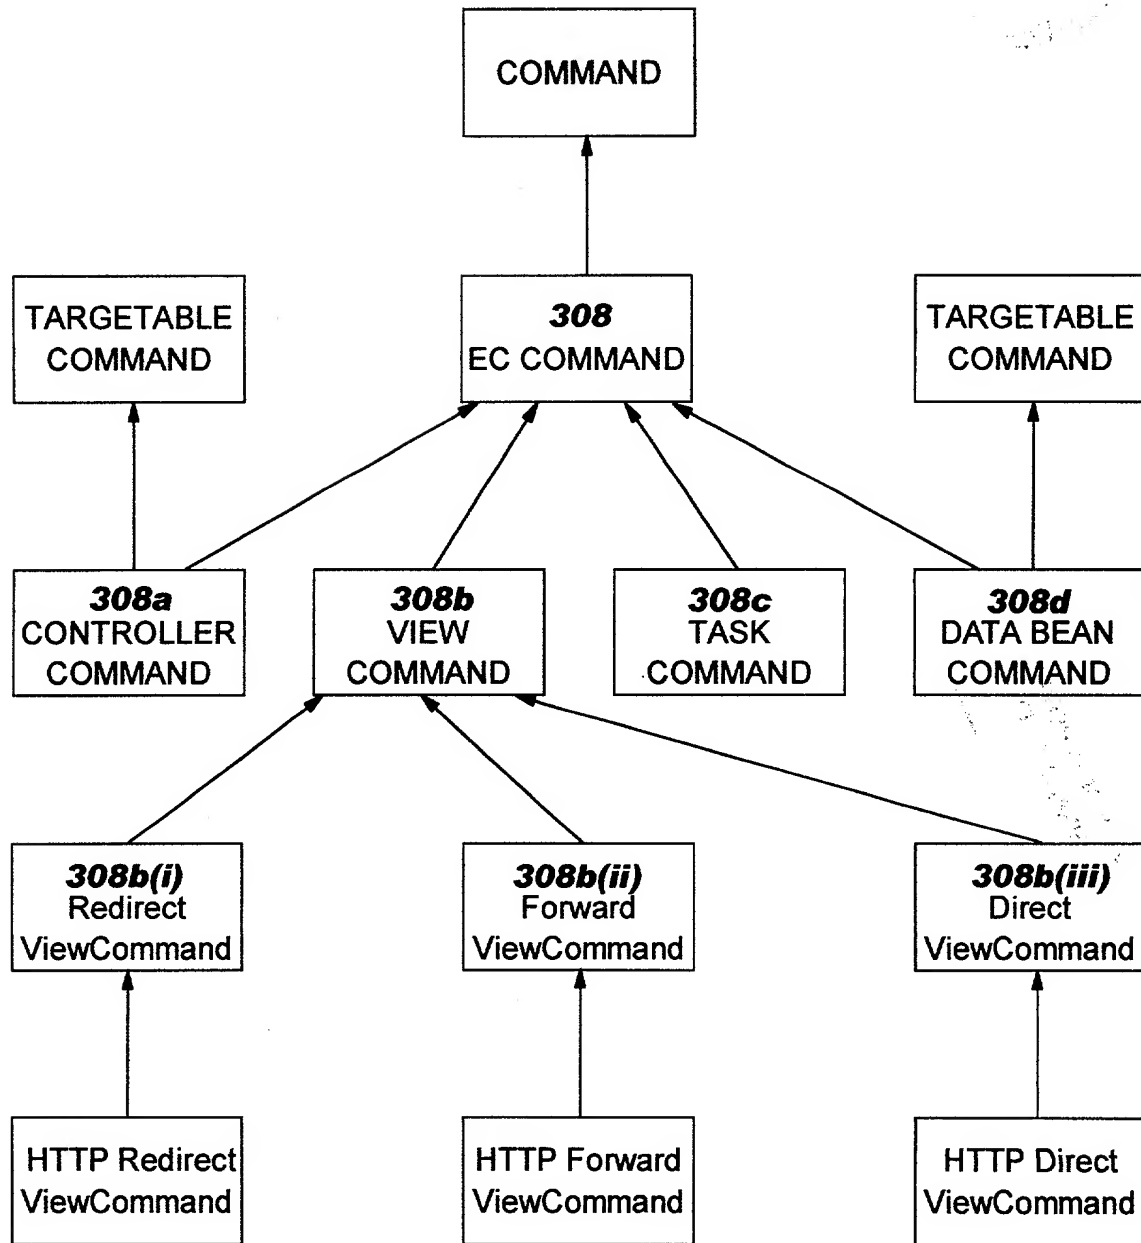 COMMAND
TARGETABLE
COMMAND
308
EC COMMAND
TARGETABLE
COMMAND
308a
CONTROLLER
COMMAND
308b
VIEW
COMMAND
308c
TASK
COMMAND
308d
DATA BEAN
COMMAND
308b(i)
Redirect
ViewCommand
308b(ii)
Forward
ViewCommand
308b(iii)
Direct
ViewCommand
HTTP Redirect
ViewCommand
HTTP Forward
ViewCommand
HTTP Direct
ViewCommand